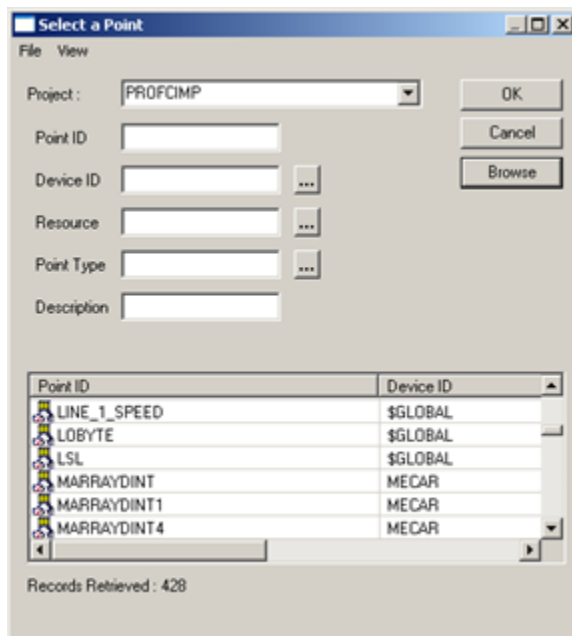 Select a Point
File View
Project : PROFCIMP OK
Point ID Cancel
Device ID ... Browse
Resource ...
Point Type ...
Description
Point ID Device ID
LINE_1_SPEED $GLOBAL
LOBYTE $GLOBAL
LSL $GLOBAL
MARRAYDINT MECAR
MARRAYDINT1 MECAR
MARRAYDINT4 MECAR
Records Retrieved : 428